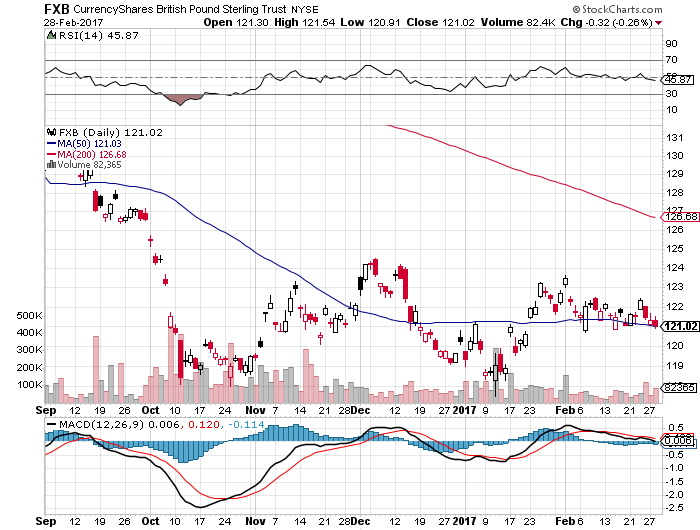 FXB CurrencyShares British Pound Sterling Trust NYSE © StockCharts.com
28-Feb-2017 Open 121.30 High 121.54 Low 120.91 Close 121.02 Volume 82.4K Chg -0.32 (-0.26%)
RSI(14) 45.87
90
70
50
45.87
30
10
FXB (Daily) 121.02
MA(50) 121.03
MA(200) 126.68
Volume 82,365
131
130
129
128
127
126.68
126
125
124
123
122
121.02
120
119
118
500K
400K
300K
200K
100K
82365
Sep 12 19 26 Oct 10 17 24 Nov 7 14 21 28 Dec 12 19 27 2017 9 17 23 Feb 6 13 21 27
MACD(12,26,9) 0.006, 0.120, -0.114
0.5
0.006
-0.5
-1.0
-1.5
-2.0
-2.5
Sep 12 19 26 Oct 10 17 24 Nov 7 14 21 28 Dec 12 19 27 2017 9 17 23 Feb 6 13 21 27